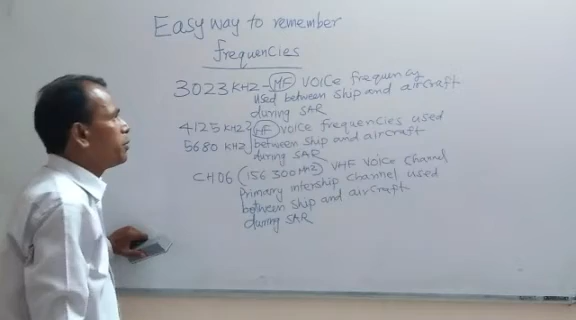 Easy way to remember
frequencies
3023 KHZ - MF VOICE frequency
used between ship and aircraft
during SAR
4125 KHZ } HF voice frequencies used
5680 KHZ } between ship and aircraft
during SAR
CH06 (156 300 MHZ) VHF VOICE Channel
Primary intership Channel used
between ship and aircraft
during SAR